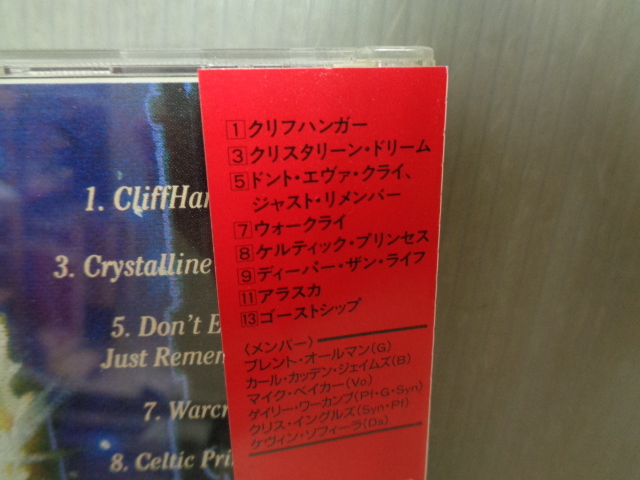 1. CliffHa
3. Crystalline
5. Don't E
Just Remem
7. Warcr
8. Celtic Pri
1 クリフハンガー
3 クリスタリーン・ドリーム
5 ドント・エヴァ・クライ、
ジャスト・リメンバー
7 ウォークライ
8 ケルティック・プリンセス
9 ディーパー・ザン・ライフ
11 アラスカ
13 ゴーストシップ
〈メンバー〉
ブレント・オールマン(G)
カール・カッデン・ジェイムズ(B)
マイク・ベイカー(Vo)
ゲイリー・ワーカンプ(Pf・G・Syn)
クリス・イングルズ(Syn・Pf)
ケヴィン・ソフィーラ(Ds)